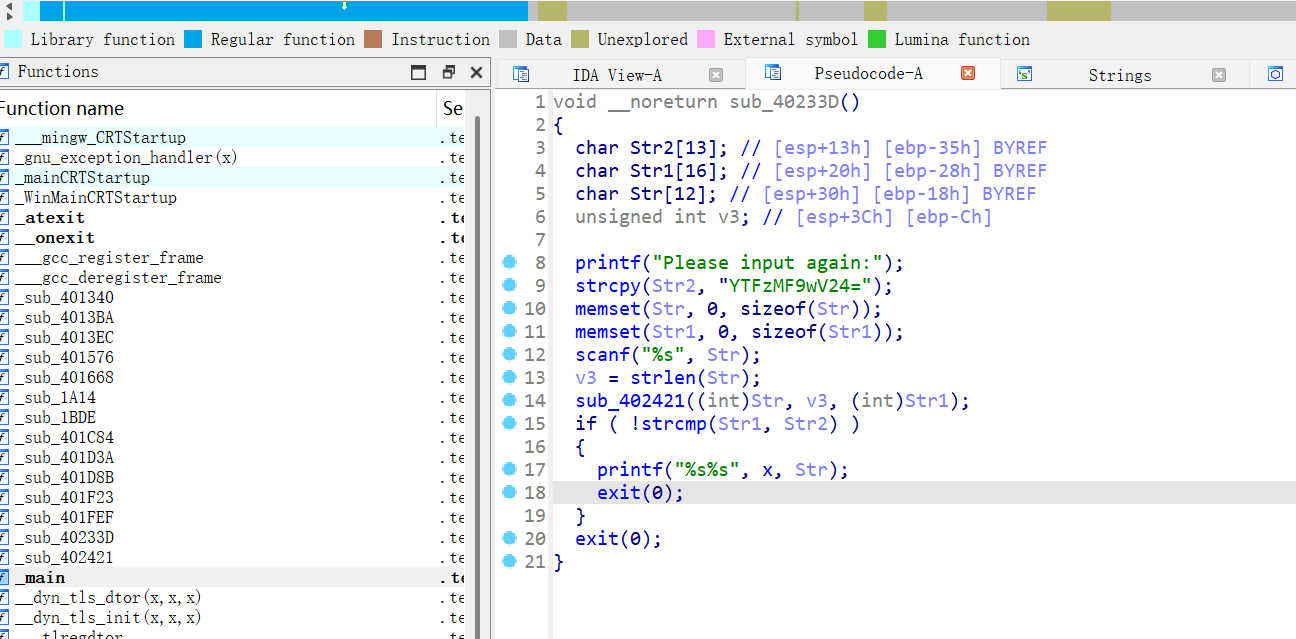 Library function Regular function Instruction Data Unexplored External symbol Lumina function
Functions
IDA View-A Pseudocode-A Strings
Function name Se
___mingw_CRTStartup .te
_gnu_exception_handler(x) .te
_mainCRTStartup .te
_WinMainCRTStartup .te
_atexit .te
__onexit .te
___gcc_register_frame .te
___gcc_deregister_frame .te
_sub_401340 .te
_sub_4013BA .te
_sub_4013EC .te
_sub_401576 .te
_sub_401668 .te
_sub_1A14 .te
_sub_1BDE .te
_sub_401C84 .te
_sub_401D3A .te
_sub_401D8B .te
_sub_401F23 .te
_sub_401FEF .te
_sub_40233D .te
_sub_402421 .te
_main .te
__dyn_tls_dtor(x,x,x) .te
__dyn_tls_init(x,x,x) .te
___tlregdtor .te
1 void __noreturn sub_40233D()
2 {
3 char Str2[13]; // [esp+13h] [ebp-35h] BYREF
4 char Str1[16]; // [esp+20h] [ebp-28h] BYREF
5 char Str[12]; // [esp+30h] [ebp-18h] BYREF
6 unsigned int v3; // [esp+3Ch] [ebp-Ch]
7
8 printf("Please input again:");
9 strcpy(Str2, "YTFzMF9wV24=");
10 memset(Str, 0, sizeof(Str));
11 memset(Str1, 0, sizeof(Str1));
12 scanf("%s", Str);
13 v3 = strlen(Str);
14 sub_402421((int)Str, v3, (int)Str1);
15 if ( !strcmp(Str1, Str2) )
16 {
17 printf("%s%s", x, Str);
18 exit(0);
19 }
20 exit(0);
21 }